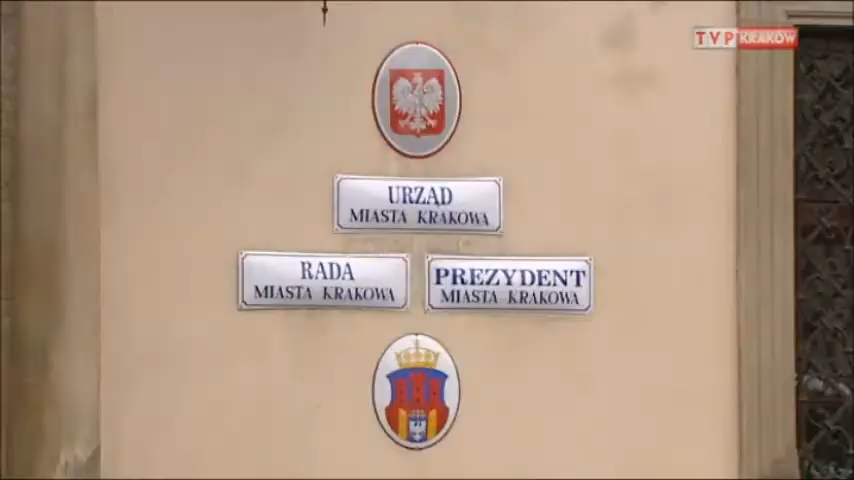 TVP KRAKÓW
URZĄD
MIASTA KRAKOWA
RADA
MIASTA KRAKOWA
PREZYDENT
MIASTA KRAKOWA